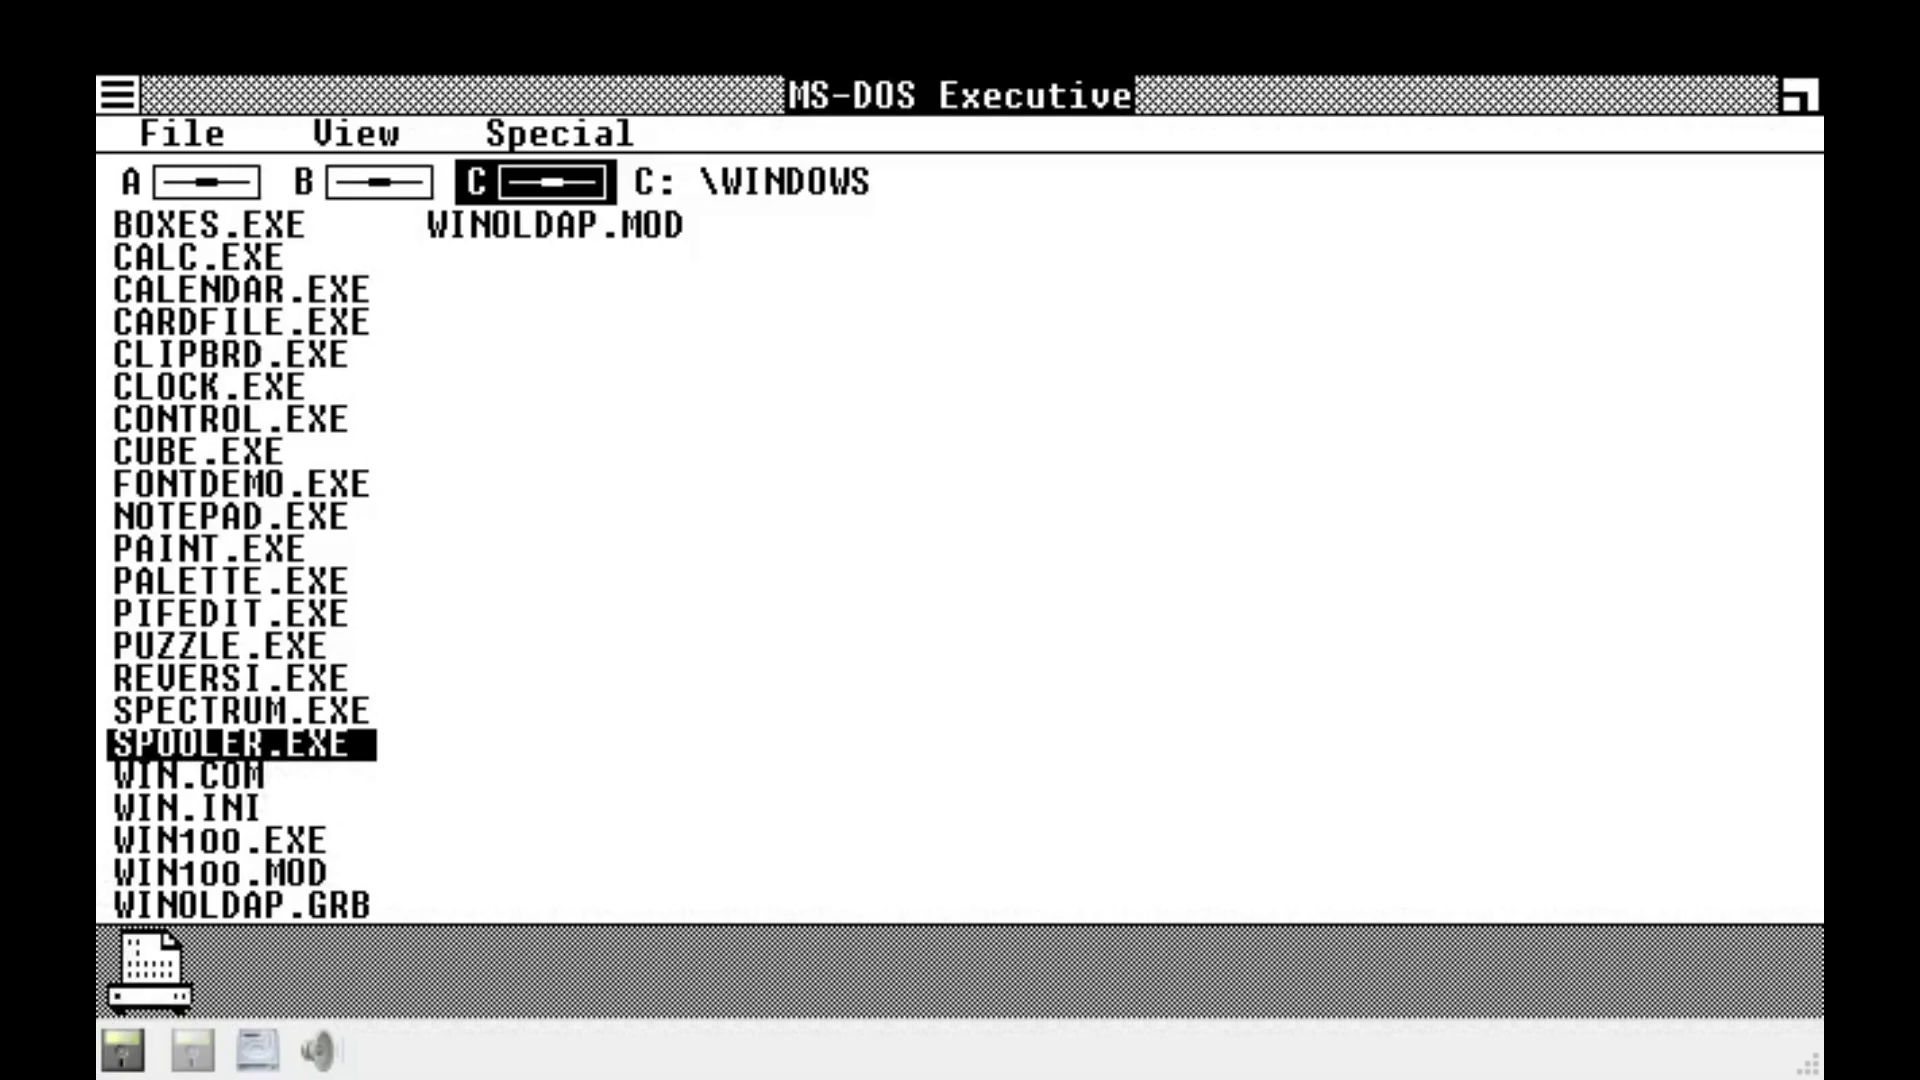 MS-DOS Executive
File View Special
A B C C: \WINDOWS
BOXES.EXE WINOLDAP.MOD
CALC.EXE
CALENDAR.EXE
CARDFILE.EXE
CLIPBRD.EXE
CLOCK.EXE
CONTROL.EXE
CUBE.EXE
FONTDEMO.EXE
NOTEPAD.EXE
PAINT.EXE
PALETTE.EXE
PIFEDIT.EXE
PUZZLE.EXE
REVERSI.EXE
SPECTRUM.EXE
SPOOLER.EXE
WIN.COM
WIN.INI
WIN100.EXE
WIN100.MOD
WINOLDAP.GRB